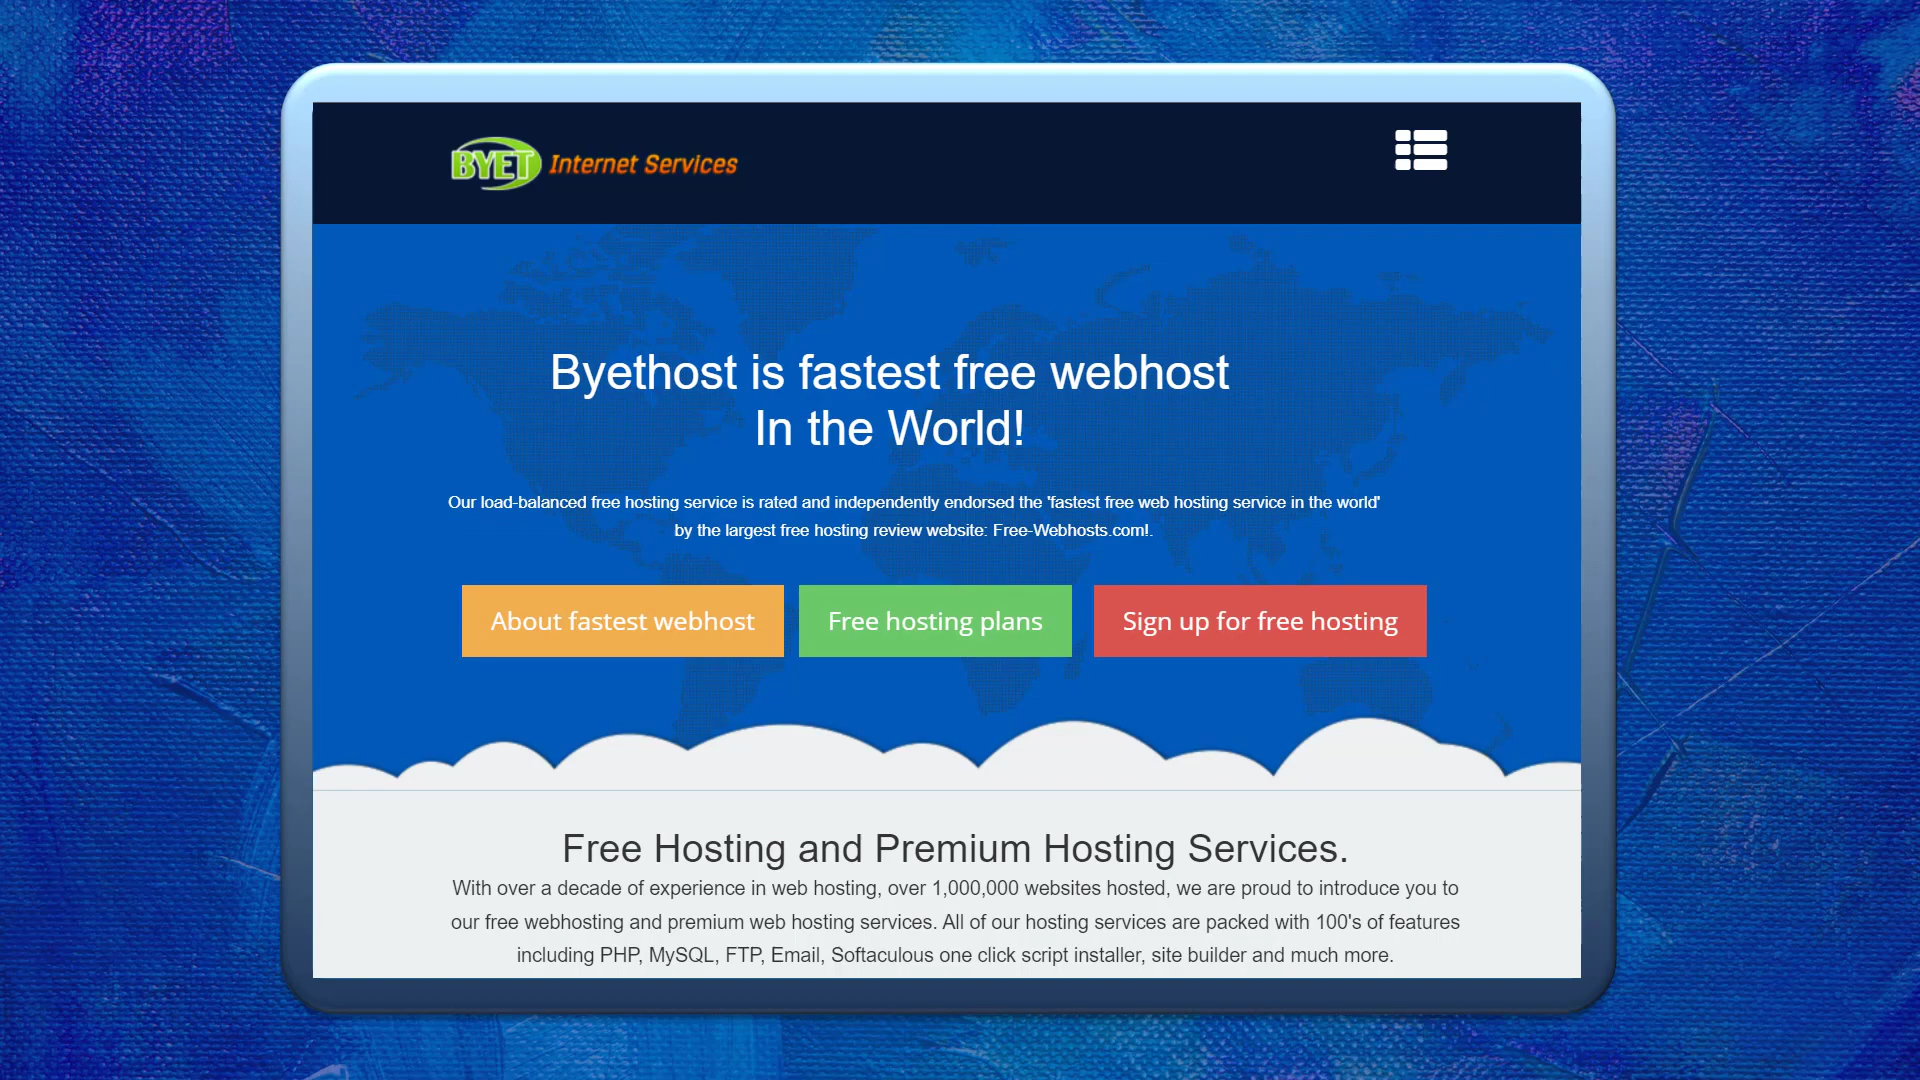 BYET Internet Services
Byethost is fastest free webhost
In the World!
Our load-balanced free hosting service is rated and independently endorsed the 'fastest free web hosting service in the world'
by the largest free hosting review website: Free-Webhosts.com!.
About fastest webhost
Free hosting plans
Sign up for free hosting
Free Hosting and Premium Hosting Services.
With over a decade of experience in web hosting, over 1,000,000 websites hosted, we are proud to introduce you to
our free webhosting and premium web hosting services. All of our hosting services are packed with 100's of features
including PHP, MySQL, FTP, Email, Softaculous one click script installer, site builder and much more.